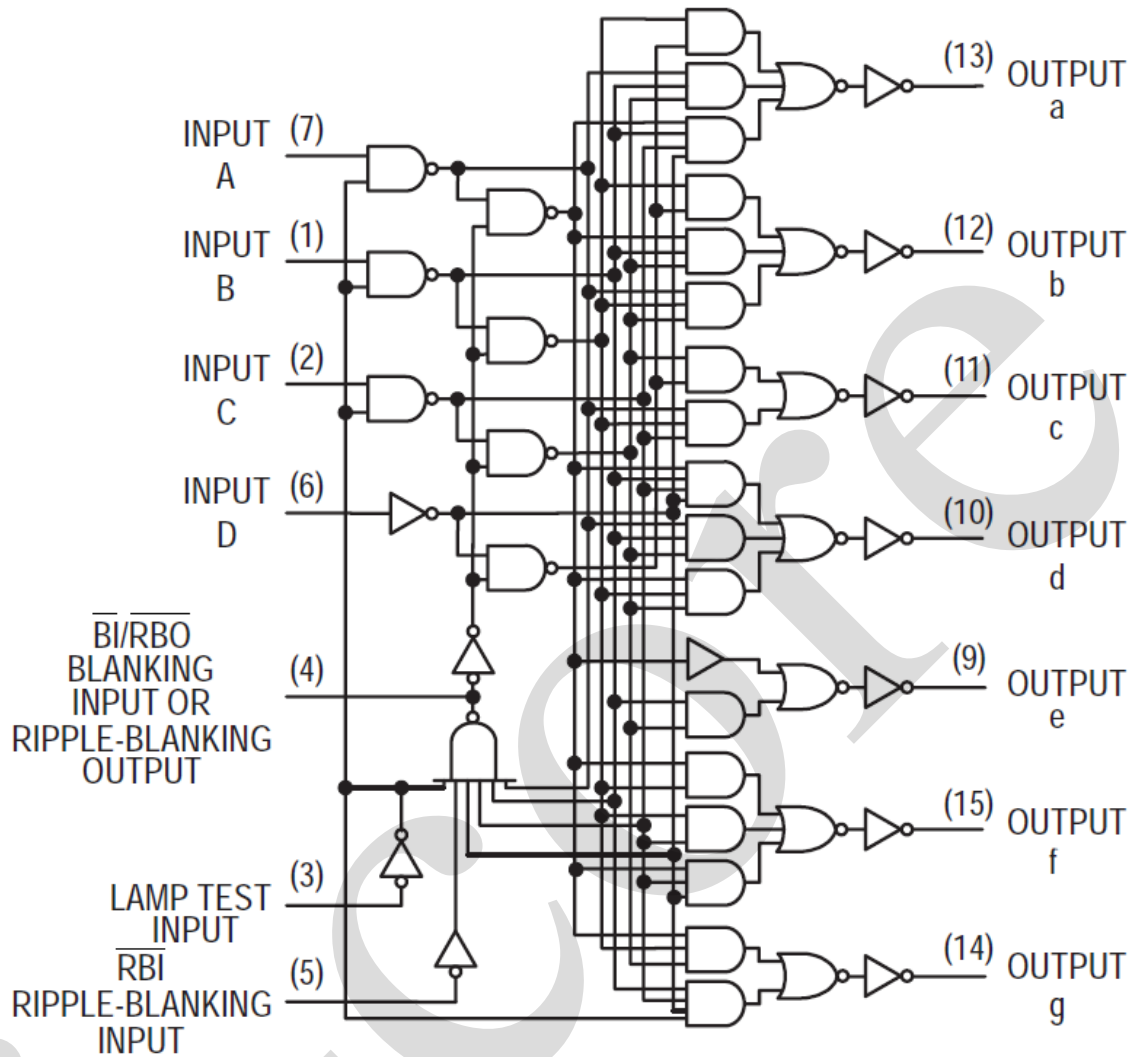 INPUT (7)
A
INPUT (1)
B
INPUT (2)
C
INPUT (6)
D
BI/RBO
BLANKING
INPUT OR
RIPPLE-BLANKING
OUTPUT
(4)
LAMP TEST
INPUT
(3)
RBI
RIPPLE-BLANKING
INPUT
(5)
(13) OUTPUT
a
(12) OUTPUT
b
(11) OUTPUT
c
(10) OUTPUT
d
(9) OUTPUT
e
(15) OUTPUT
f
(14) OUTPUT
g